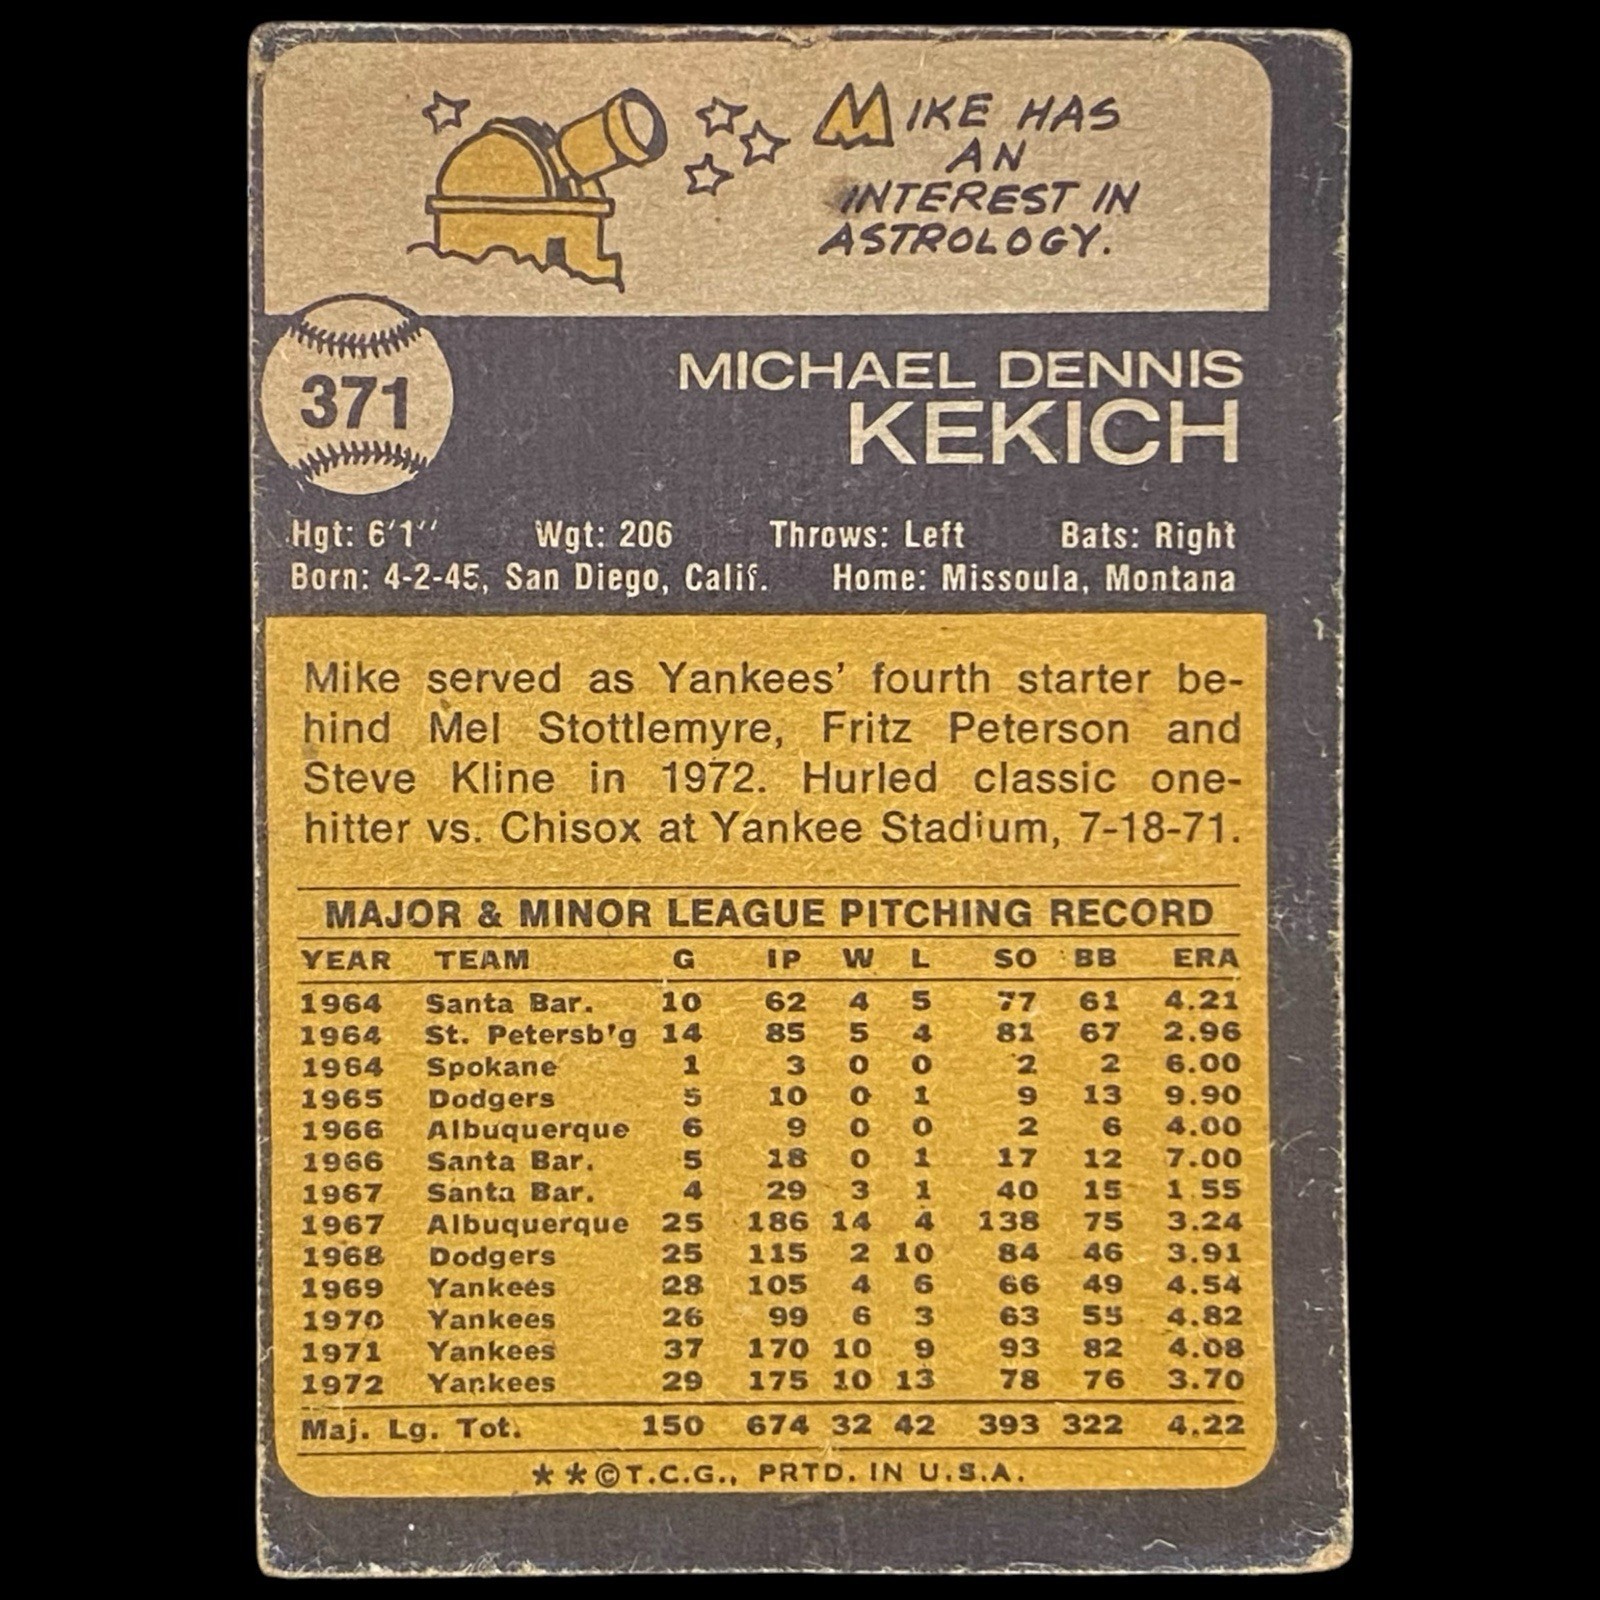 MIKE HAS
AN
INTEREST IN
ASTROLOGY.
371
MICHAEL DENNIS
KEKICH
Hgt: 6'1'' Wgt: 206 Throws: Left Bats: Right
Born: 4-2-45, San Diego, Calif. Home: Missoula, Montana
Mike served as Yankees' fourth starter be-
hind Mel Stottlemyre, Fritz Peterson and
Steve Kline in 1972. Hurled classic one-
hitter vs. Chisox at Yankee Stadium, 7-18-71.
MAJOR & MINOR LEAGUE PITCHING RECORD
YEAR TEAM G IP W L SO BB ERA
1964 Santa Bar. 10 62 4 5 77 61 4.21
1964 St. Petersb'g 14 85 5 4 81 67 2.96
1964 Spokane 1 3 0 0 2 2 6.00
1965 Dodgers 5 10 0 1 9 13 9.90
1966 Albuquerque 6 9 0 0 2 6 4.00
1966 Santa Bar. 5 18 0 1 17 12 7.00
1967 Santa Bar. 4 29 3 1 40 15 1.55
1967 Albuquerque 25 186 14 4 138 75 3.24
1968 Dodgers 25 115 2 10 84 46 3.91
1969 Yankees 28 105 4 6 66 49 4.54
1970 Yankees 26 99 6 3 63 55 4.82
1971 Yankees 37 170 10 9 93 82 4.08
1972 Yankees 29 175 10 13 78 76 3.70
Maj. Lg. Tot. 150 674 32 42 393 322 4.22
**©T.C.G., PRTD. IN U.S.A.